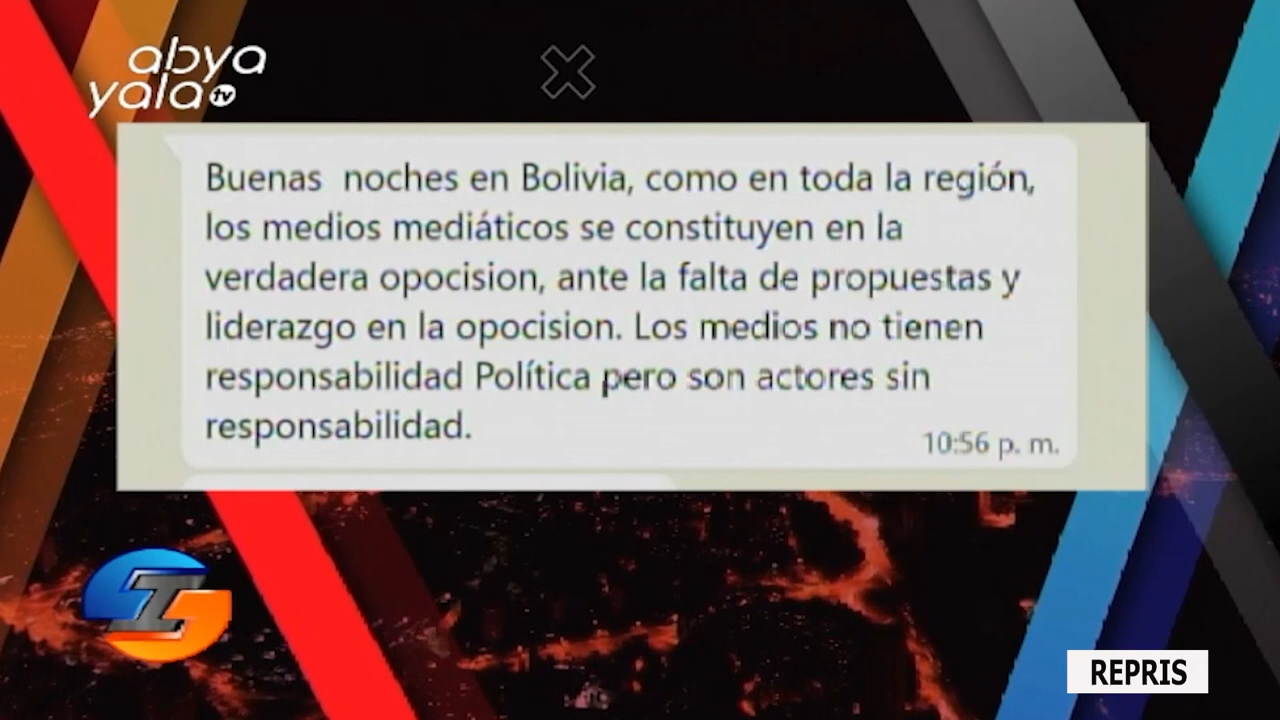 abya
yala tv
Buenas  noches en Bolivia, como en toda la región,
los medios mediáticos se constituyen en la
verdadera opocision, ante la falta de propuestas y
liderazgo en la opocision. Los medios no tienen
responsabilidad Política pero son actores sin
responsabilidad.
10:56 p. m.
REPRIS